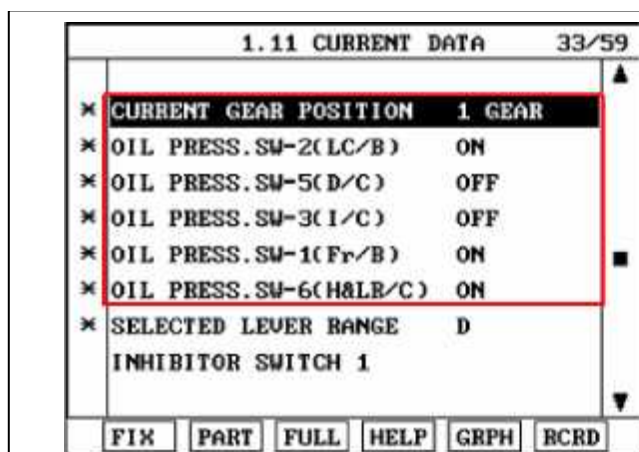 1.11 CURRENT DATA 33/59
* CURRENT GEAR POSITION 1 GEAR
* OIL PRESS.SW-2(LC/B) ON
* OIL PRESS.SW-5(D/C) OFF
* OIL PRESS.SW-3(I/C) OFF
* OIL PRESS.SW-1(Fr/B) ON
* OIL PRESS.SW-6(H&LR/C) ON
* SELECTED LEVER RANGE D
INHIBITOR SWITCH 1
FIX PART FULL HELP GRPH RCRD